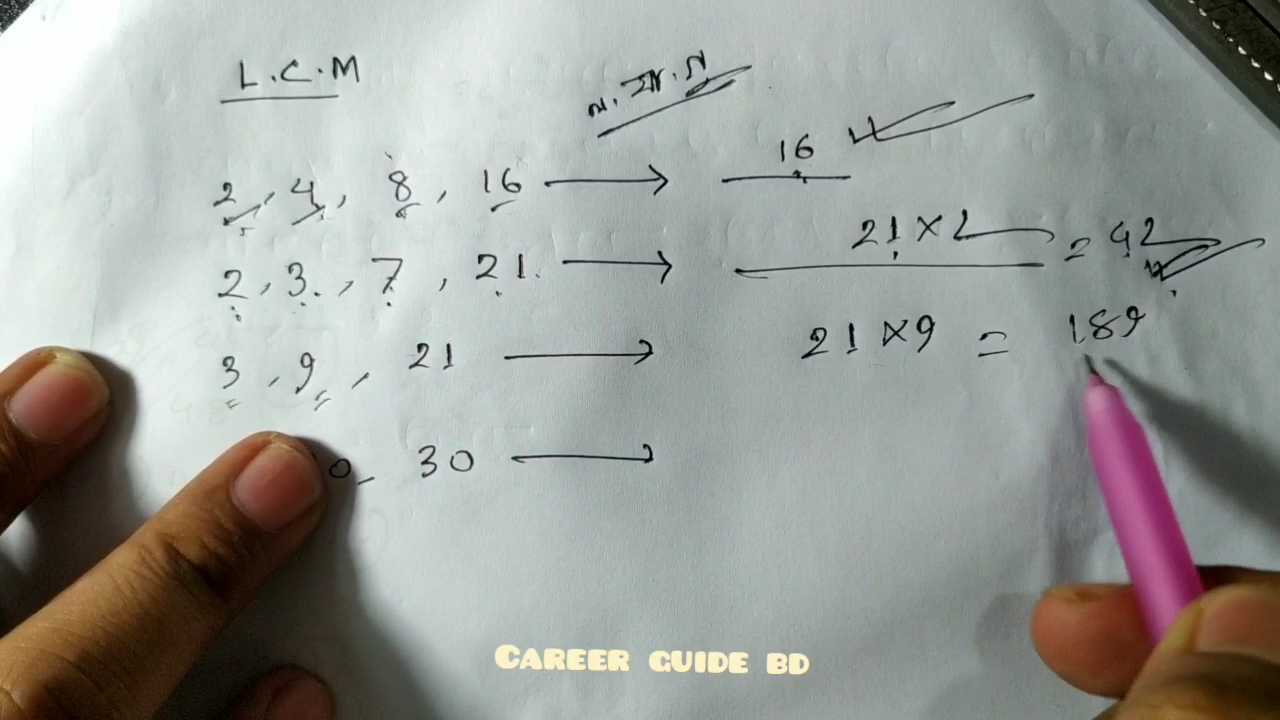 L.C.M ল.সা.গু
2, 4, 8, 16 → 16
2, 3, 7, 21 → 21×2 = 42
3, 9, 21 → 21×9 = 189
0 30 →
CAREER GUIDE BD